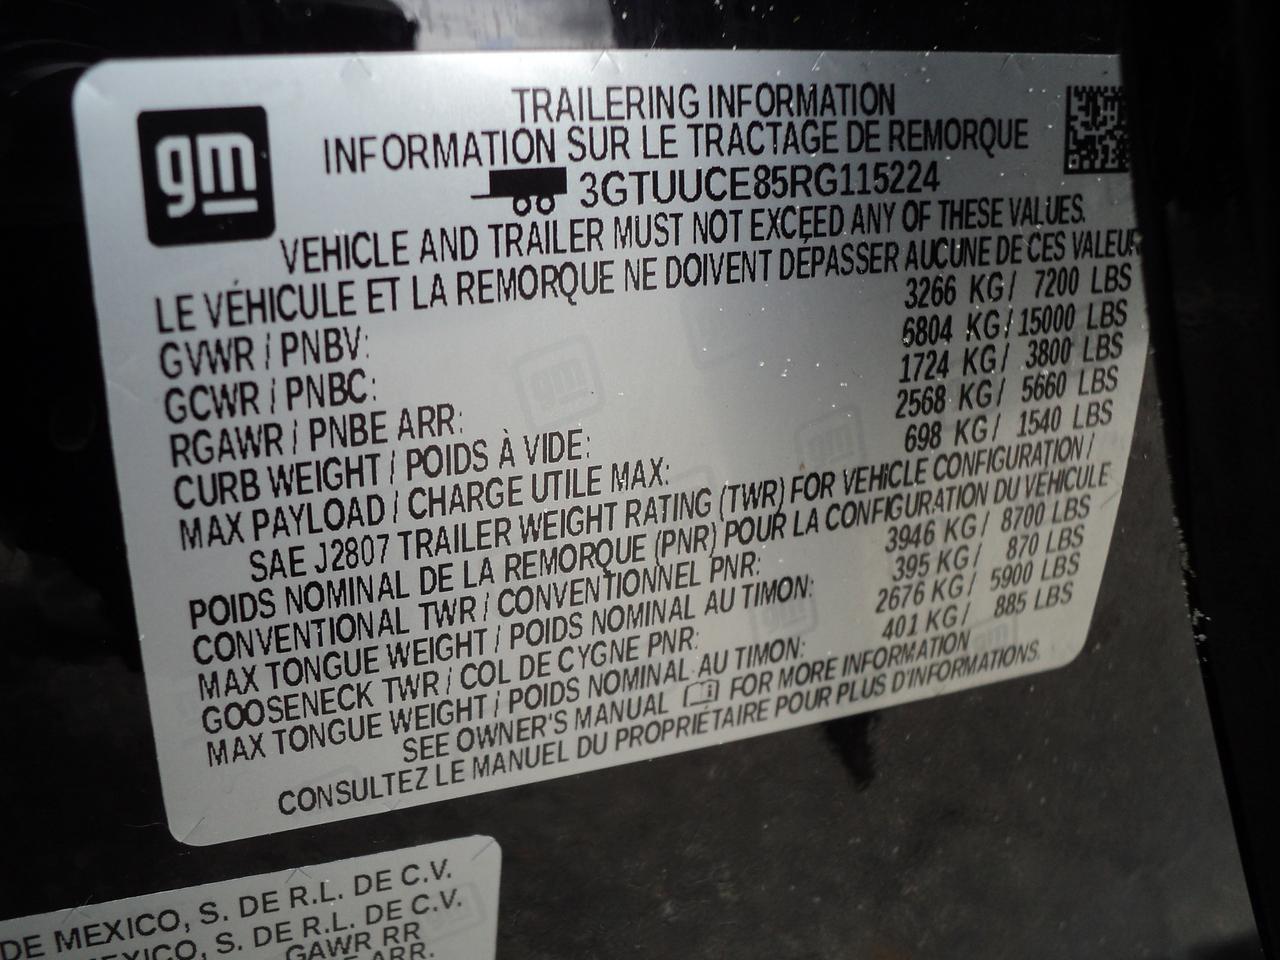 gm
TRAILERING INFORMATION
INFORMATION SUR LE TRACTAGE DE REMORQUE
3GTUUCE85RG115224
VEHICLE AND TRAILER MUST NOT EXCEED ANY OF THESE VALUES.
LE VÉHICULE ET LA REMORQUE NE DOIVENT DÉPASSER AUCUNE DE CES VALEUR
GVWR / PNBV: 3266 KG / 7200 LBS
GCWR / PNBC: 6804 KG / 15000 LBS
RGAWR / PNBE ARR: 1724 KG / 3800 LBS
CURB WEIGHT / POIDS À VIDE: 2568 KG / 5660 LBS
MAX PAYLOAD / CHARGE UTILE MAX: 698 KG / 1540 LBS
SAE J2807 TRAILER WEIGHT RATING (TWR) FOR VEHICLE CONFIGURATION /
POIDS NOMINAL DE LA REMORQUE (PNR) POUR LA CONFIGURATION DU VÉHICULE
CONVENTIONAL TWR / CONVENTIONNEL PNR: 3946 KG / 8700 LBS
MAX TONGUE WEIGHT / POIDS NOMINAL AU TIMON: 395 KG / 870 LBS
GOOSENECK TWR / COL DE CYGNE PNR: 2676 KG / 5900 LBS
MAX TONGUE WEIGHT / POIDS NOMINAL AU TIMON: 401 KG / 885 LBS
SEE OWNER'S MANUAL FOR MORE INFORMATION
CONSULTEZ LE MANUEL DU PROPRIÉTAIRE POUR PLUS D'INFORMATIONS.
DE MEXICO, S. DE R.L. DE C.V.
MEXICO, S. DE R.L. DE C.V.
GAWR RR
ARR.